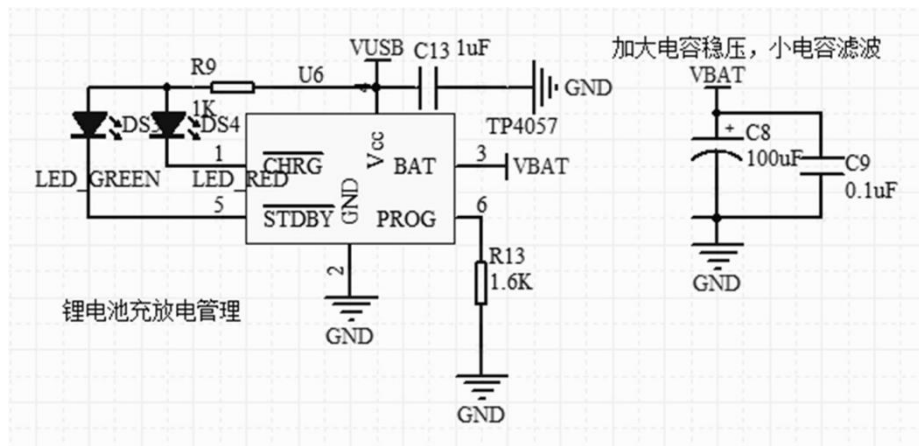 VUSB
C13
1uF
R9
U6
4
GND
1K
DS4
TP4057
1
CHRG
Vcc
BAT
3
VBAT
LED_GREEN
LED_RED
5
STDBY
GND
PROG
6
2
GND
R13
1.6K
GND
锂电池充放电管理
加大电容稳压，小电容滤波
VBAT
+
C8
100uF
C9
0.1uF
GND